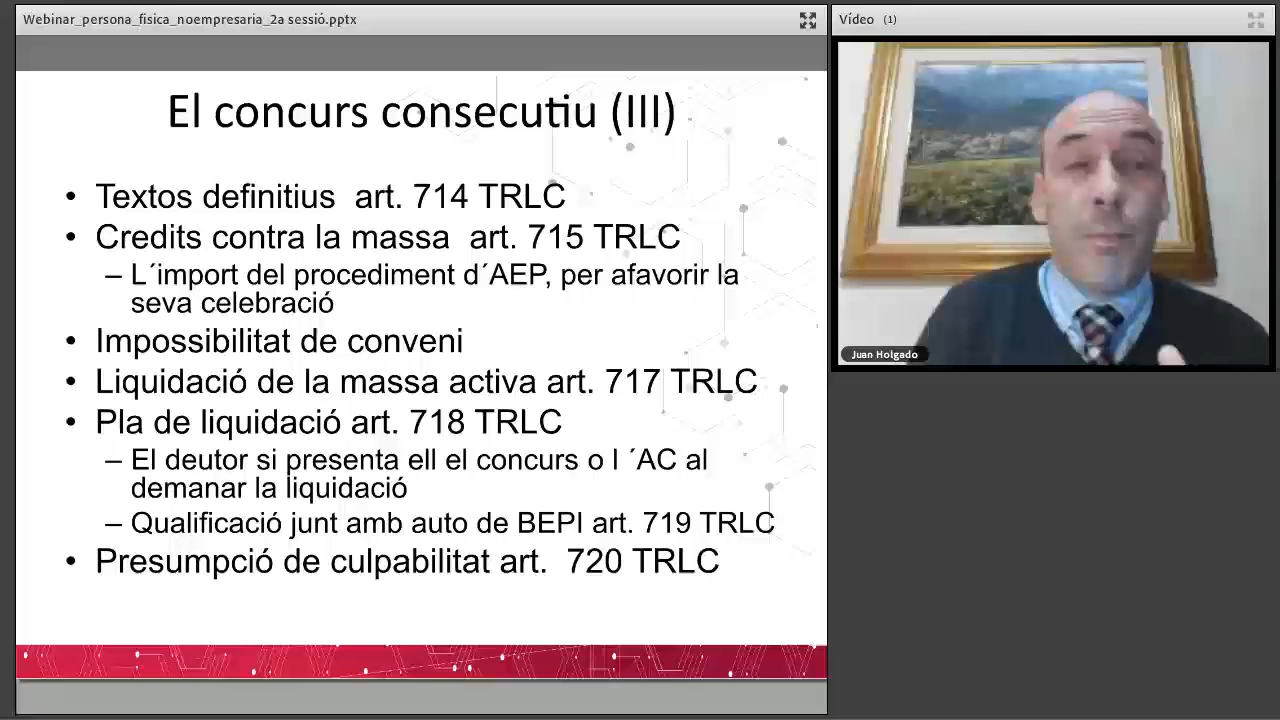 Webinar_persona_fisica_noempresaria_2a sessió.pptx
Vídeo (1)
El concurs consecutiu (III)
• Textos definitius art. 714 TRLC
• Credits contra la massa art. 715 TRLC
– L´import del procediment d´AEP, per afavorir la
seva celebració
• Impossibilitat de conveni
• Liquidació de la massa activa art. 717 TRLC
• Pla de liquidació art. 718 TRLC
– El deutor si presenta ell el concurs o l ´AC al
demanar la liquidació
– Qualificació junt amb auto de BEPI art. 719 TRLC
• Presumpció de culpabilitat art. 720 TRLC
Juan Holgado